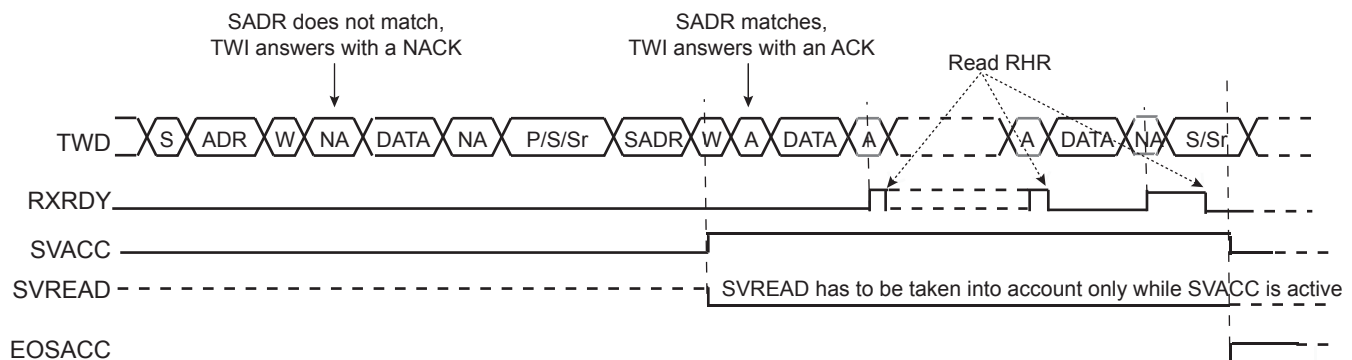 SADR does not match,
TWI answers with a NACK
SADR matches,
TWI answers with an ACK
Read RHR
TWD S ADR W NA DATA NA P/S/Sr SADR W A DATA A A DATA NA S/Sr
RXRDY
SVACC
SVREAD SVREAD has to be taken into account only while SVACC is active
EOSACC